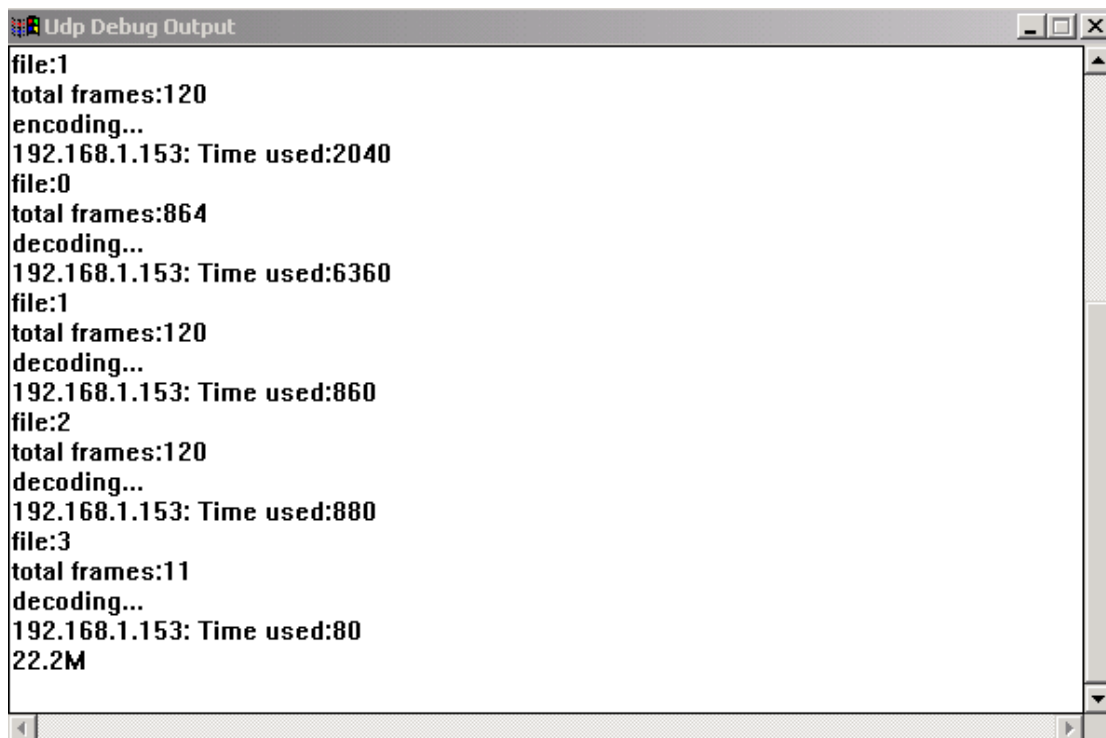 Udp Debug Output
file:1
total frames:120
encoding...
192.168.1.153: Time used:2040
file:0
total frames:864
decoding...
192.168.1.153: Time used:6360
file:1
total frames:120
decoding...
192.168.1.153: Time used:860
file:2
total frames:120
decoding...
192.168.1.153: Time used:880
file:3
total frames:11
decoding...
192.168.1.153: Time used:80
22.2M